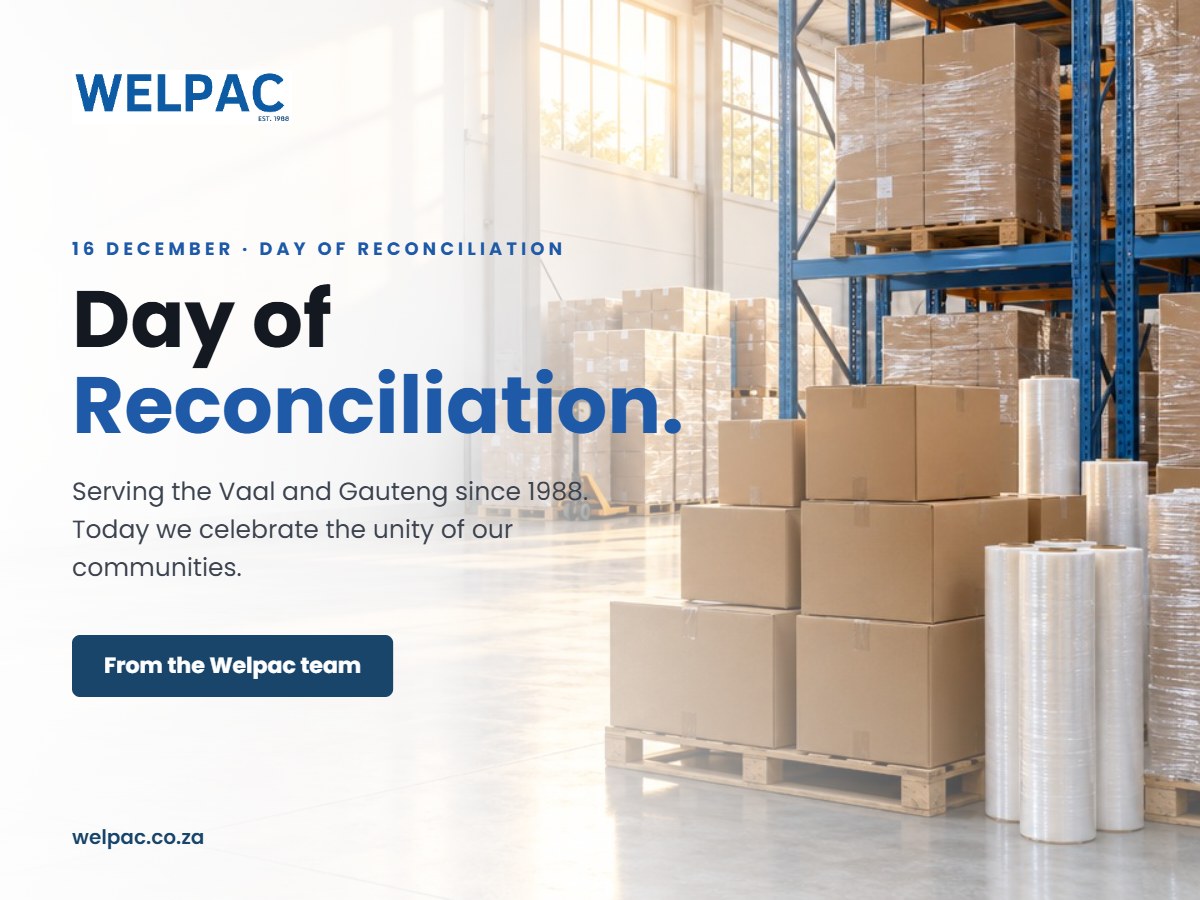 WELPAC
EST. 1988
16 DECEMBER · DAY OF RECONCILIATION
Day of
Reconciliation.
Serving the Vaal and Gauteng since 1988.
Today we celebrate the unity of our
communities.
From the Welpac team
welpac.co.za